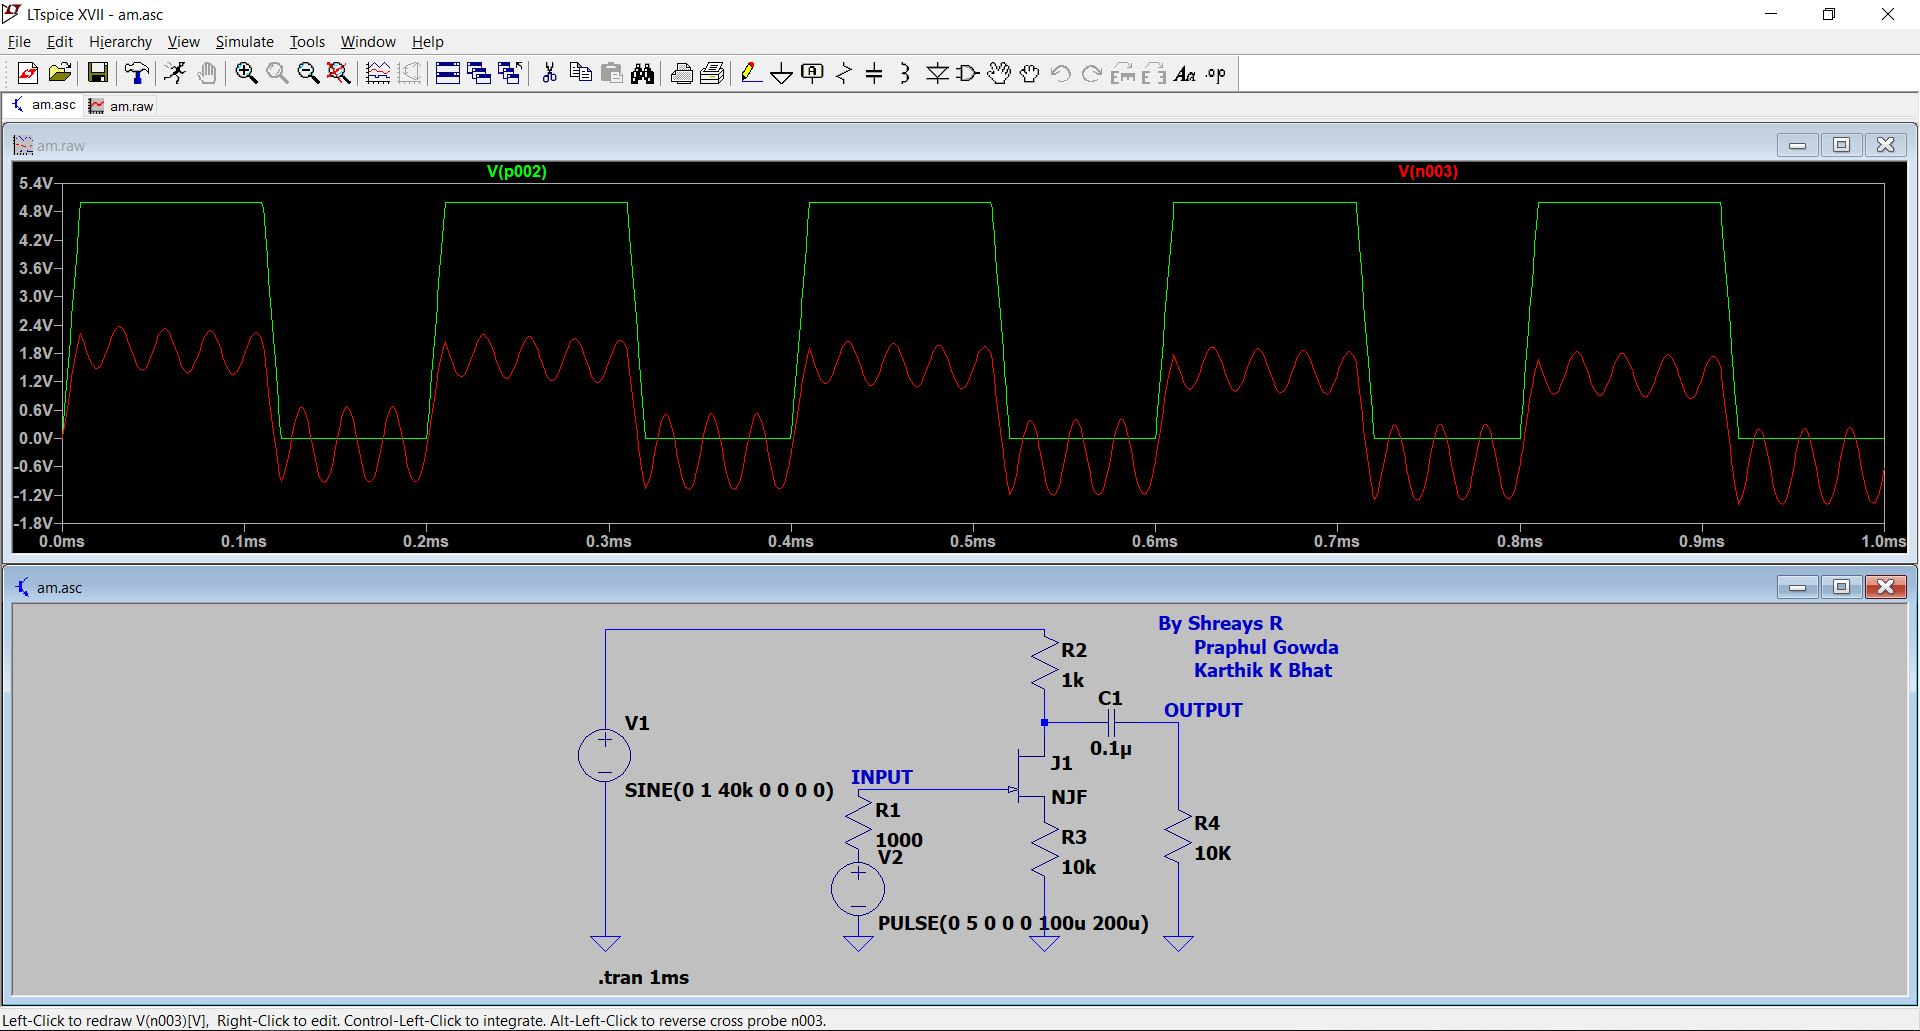 LTspice XVII - am.asc
File Edit Hierarchy View Simulate Tools Window Help
am.asc am.raw
am.raw
V(p002) V(n003)
5.4V
4.8V
4.2V
3.6V
3.0V
2.4V
1.8V
1.2V
0.6V
0.0V
-0.6V
-1.2V
-1.8V
0.0ms 0.1ms 0.2ms 0.3ms 0.4ms 0.5ms 0.6ms 0.7ms 0.8ms 0.9ms 1.0ms
am.asc
By Shreays R
Praphul Gowda
Karthik K Bhat
R2
1k
C1
OUTPUT
0.1µ
V1
SINE(0 1 40k 0 0 0 0)
INPUT
J1
NJF
R1
1000
V2
R3
10k
R4
10K
PULSE(0 5 0 0 0 100u 200u)
.tran 1ms
Left-Click to redraw V(n003)[V], Right-Click to edit. Control-Left-Click to integrate. Alt-Left-Click to reverse cross probe n003.